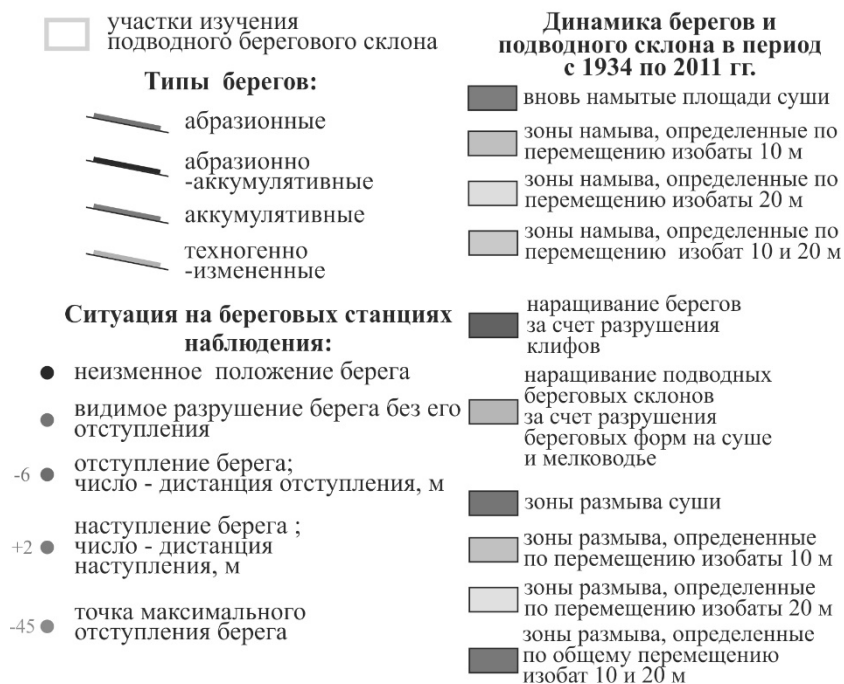 участки изучения
подводного берегового склона
Типы берегов:
абразионные
абразионно
-аккумулятивные
аккумулятивные
техногенно
-измененные
Ситуация на береговых станциях
наблюдения:
неизменное положение берега
видимое разрушение берега без его
отступления
-6 отступление берега;
число - дистанция отступления, м
+2 наступление берега ;
число - дистанция
наступления, м
-45 точка максимального
отступления берега
Динамика берегов и
подводного склона в период
с 1934 по 2011 гг.
вновь намытые площади суши
зоны намыва, определенные по
перемещению изобаты 10 м
зоны намыва, определенные по
перемещению изобаты 20 м
зоны намыва, определенные по
перемещению изобат 10 и 20 м
наращивание берегов
за счет разрушения
клифов
наращивание подводных
береговых склонов
за счет разрушения
береговых форм на суше
и мелководье
зоны размыва суши
зоны размыва, опредененные
по перемещению изобаты 10 м
зоны размыва, определенные
по перемещению изобаты 20 м
зоны размыва, определенные
по общему перемещению
изобат 10 и 20 м